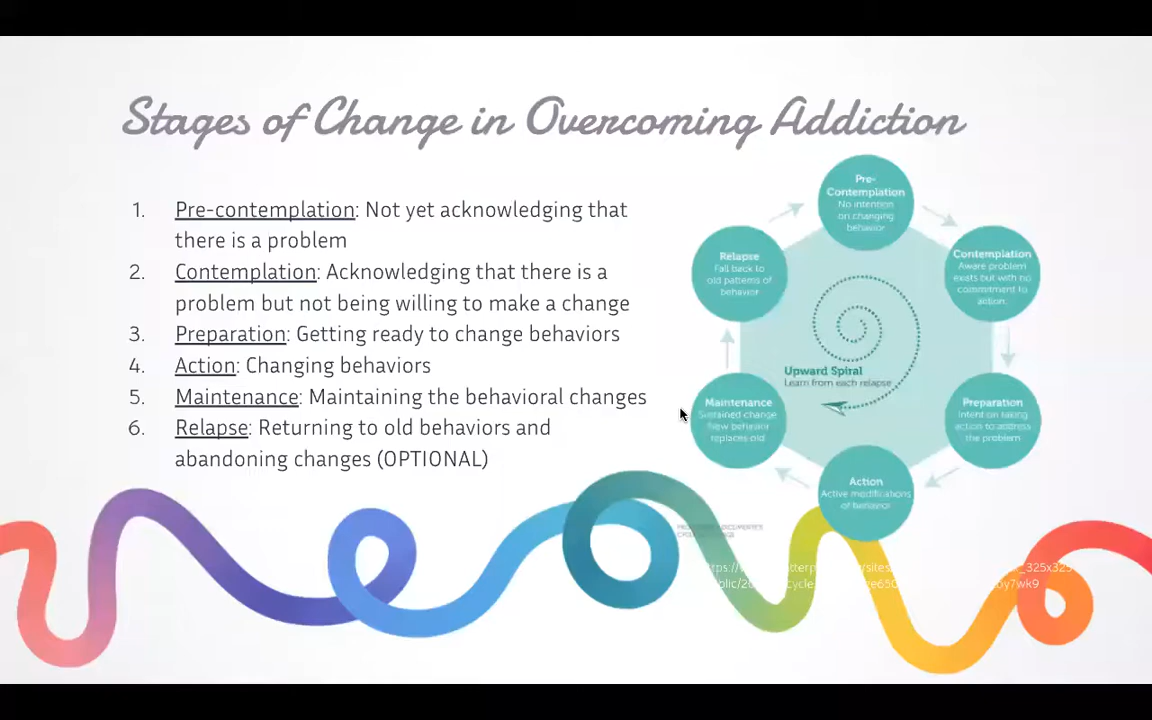 Stages of Change in Overcoming Addiction
1. Pre-contemplation: Not yet acknowledging that
there is a problem
2. Contemplation: Acknowledging that there is a
problem but not being willing to make a change
3. Preparation: Getting ready to change behaviors
4. Action: Changing behaviors
5. Maintenance: Maintaining the behavioral changes
6. Relapse: Returning to old behaviors and
abandoning changes (OPTIONAL)
Pre-
Contemplation
No intention
on changing
behavior
Contemplation
Aware problem
exists but with no
commitment to
action
Preparation
Intent on taking
action to address
the problem
Action
Active modifications
of behavior
Maintenance
Sustained change
New behavior
replaces old
Relapse
Fall back to
old patterns of
behavior
Upward Spiral
Learn from each relapse